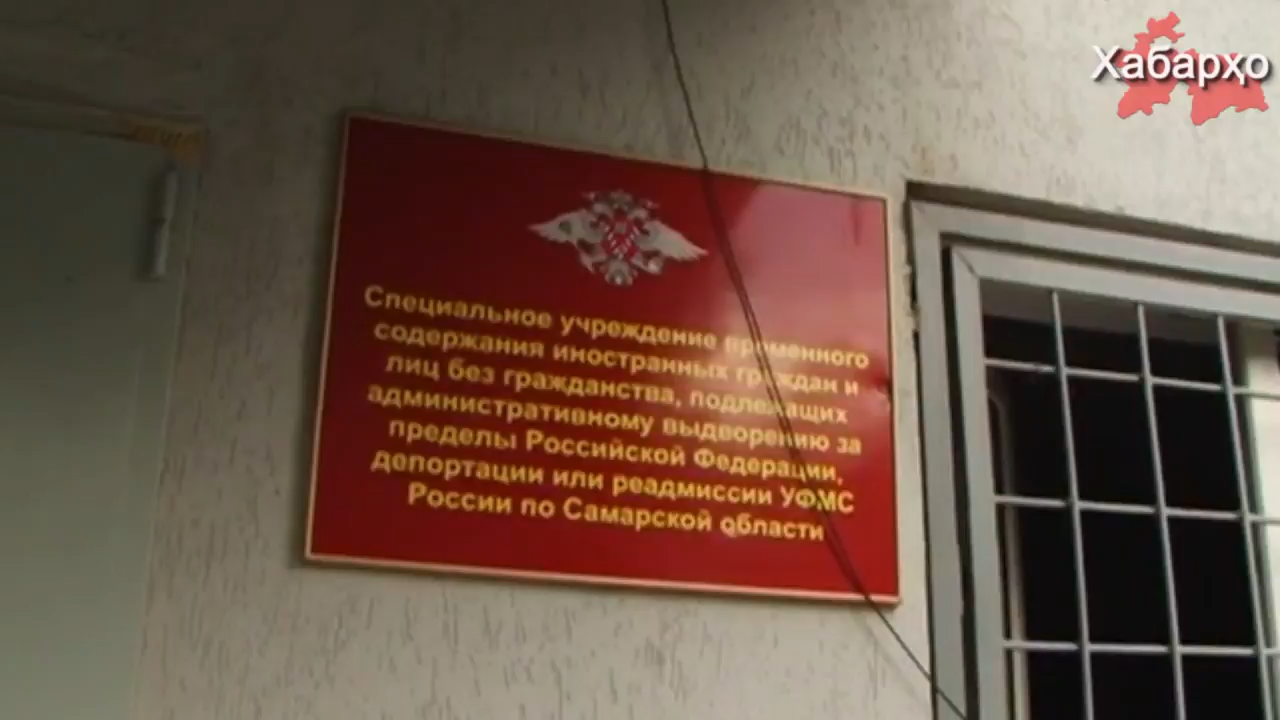 Хабарҳо
Специальное учреждение временного
содержания иностранных граждан и
лиц без гражданства, подлежащих
административному выдворению за
пределы Российской Федерации,
депортации или реадмиссии УФМС
России по Самарской области